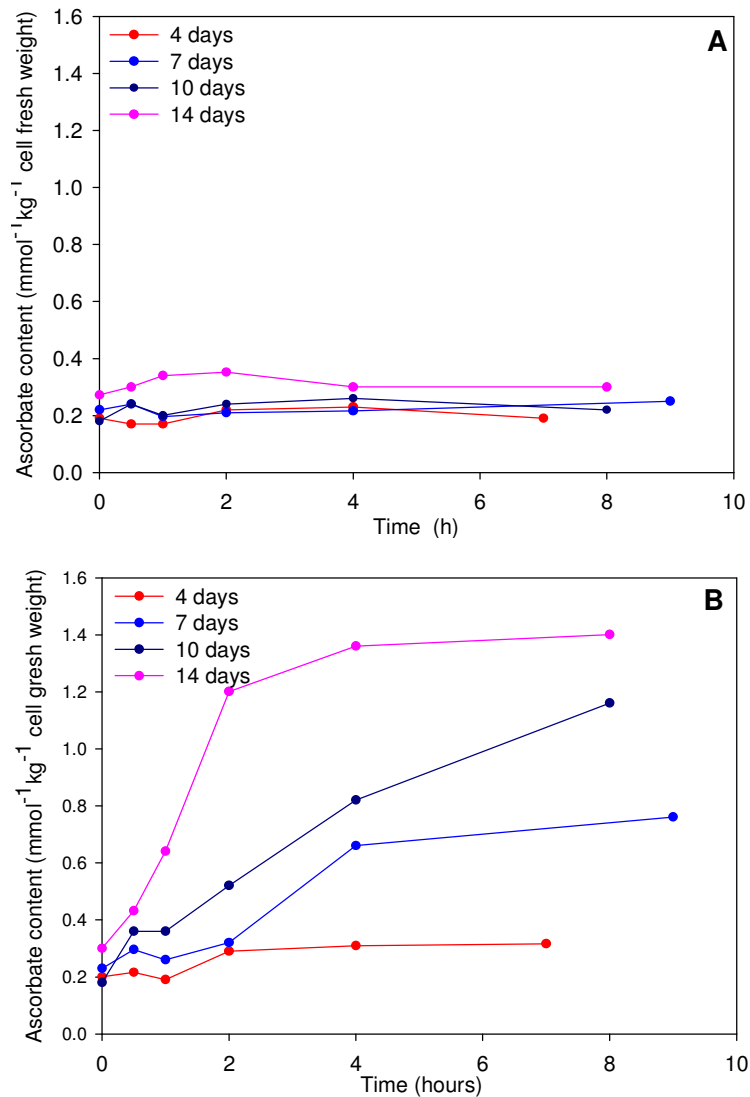 A
4 days
7 days
10 days
14 days
Ascorbate content (mmol⁻¹kg⁻¹ cell fresh weight)
1.6
1.4
1.2
1.0
0.8
0.6
0.4
0.2
0.0
0 2 4 6 8 10
Time (h)
B
4 days
7 days
10 days
14 days
Ascorbate content (mmol⁻¹kg⁻¹ cell gresh weight)
1.6
1.4
1.2
1.0
0.8
0.6
0.4
0.2
0.0
0 2 4 6 8 10
Time (hours)